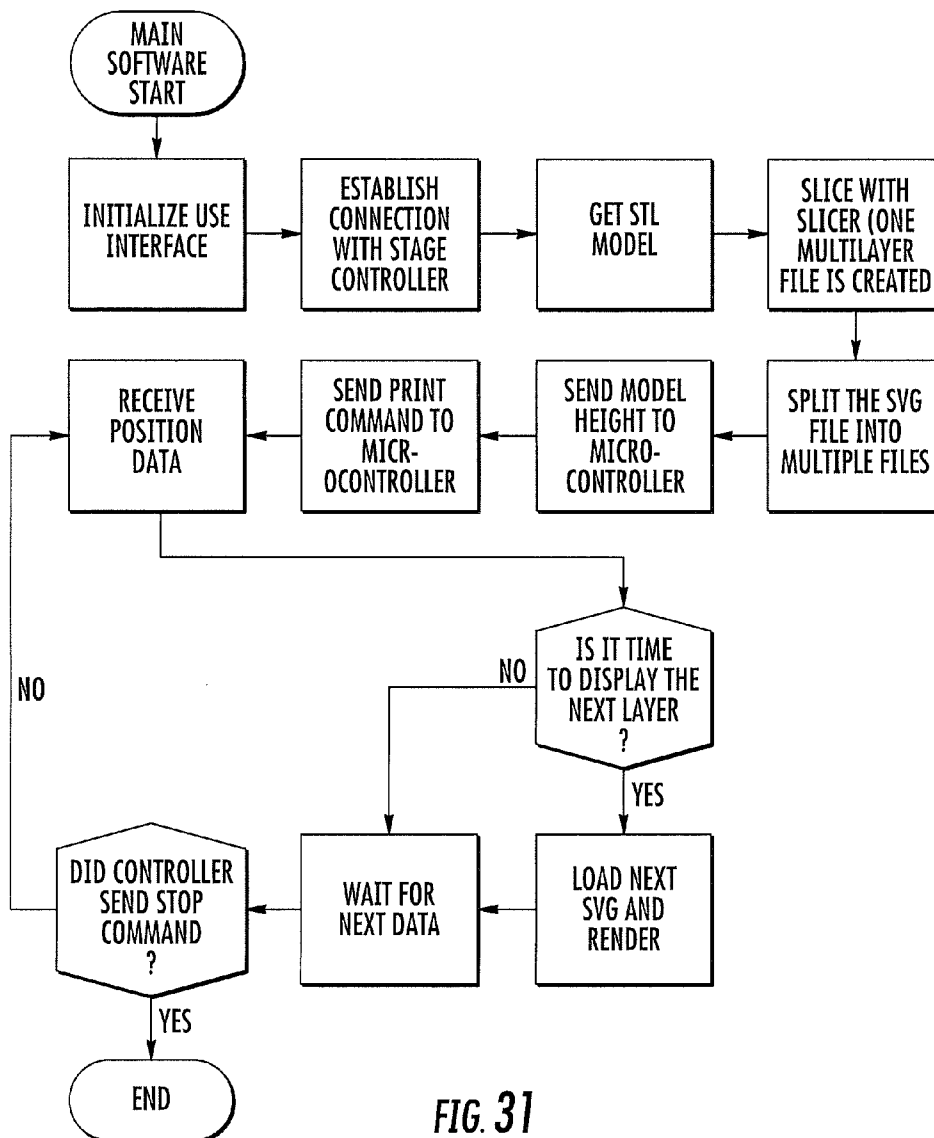 MAIN
SOFTWARE
START
INITIALIZE USE
INTERFACE
ESTABLISH
CONNECTION
WITH STAGE
CONTROLLER
GET STL
MODEL
SLICE WITH
SLICER (ONE
MULTILAYER
FILE IS CREATED
RECEIVE
POSITION
DATA
SEND PRINT
COMMAND TO
MICR-
OCONTROLLER
SEND MODEL
HEIGHT TO
MICRO-
CONTROLLER
SPLIT THE SVG
FILE INTO
MULTIPLE FILES
IS IT TIME
TO DISPLAY THE
NEXT LAYER
?
NO
NO
YES
DID CONTROLLER
SEND STOP
COMMAND
?
WAIT FOR
NEXT DATA
LOAD NEXT
SVG AND
RENDER
YES
END
FIG. 31